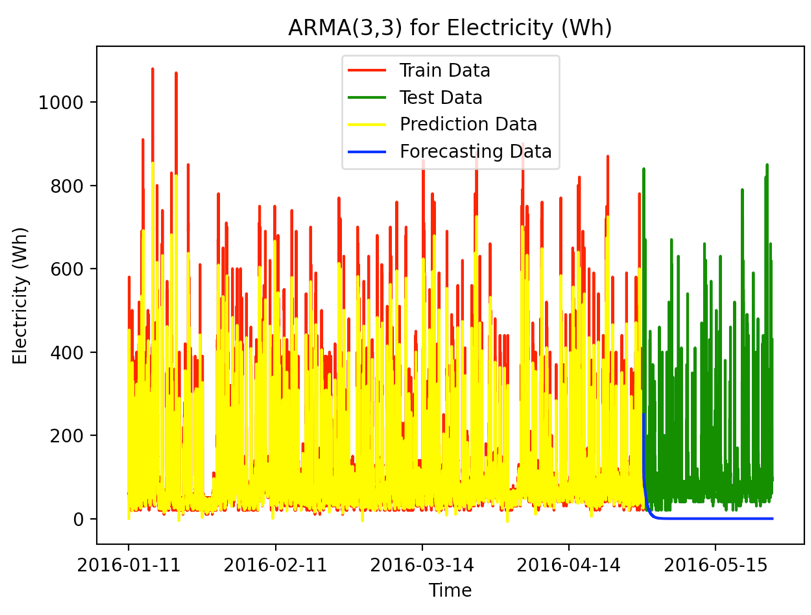 ARMA(3,3) for Electricity (Wh)
Train Data
Test Data
Prediction Data
Forecasting Data
Electricity (Wh)
1000
800
600
400
200
0
2016-01-11 2016-02-11 2016-03-14 2016-04-14 2016-05-15
Time